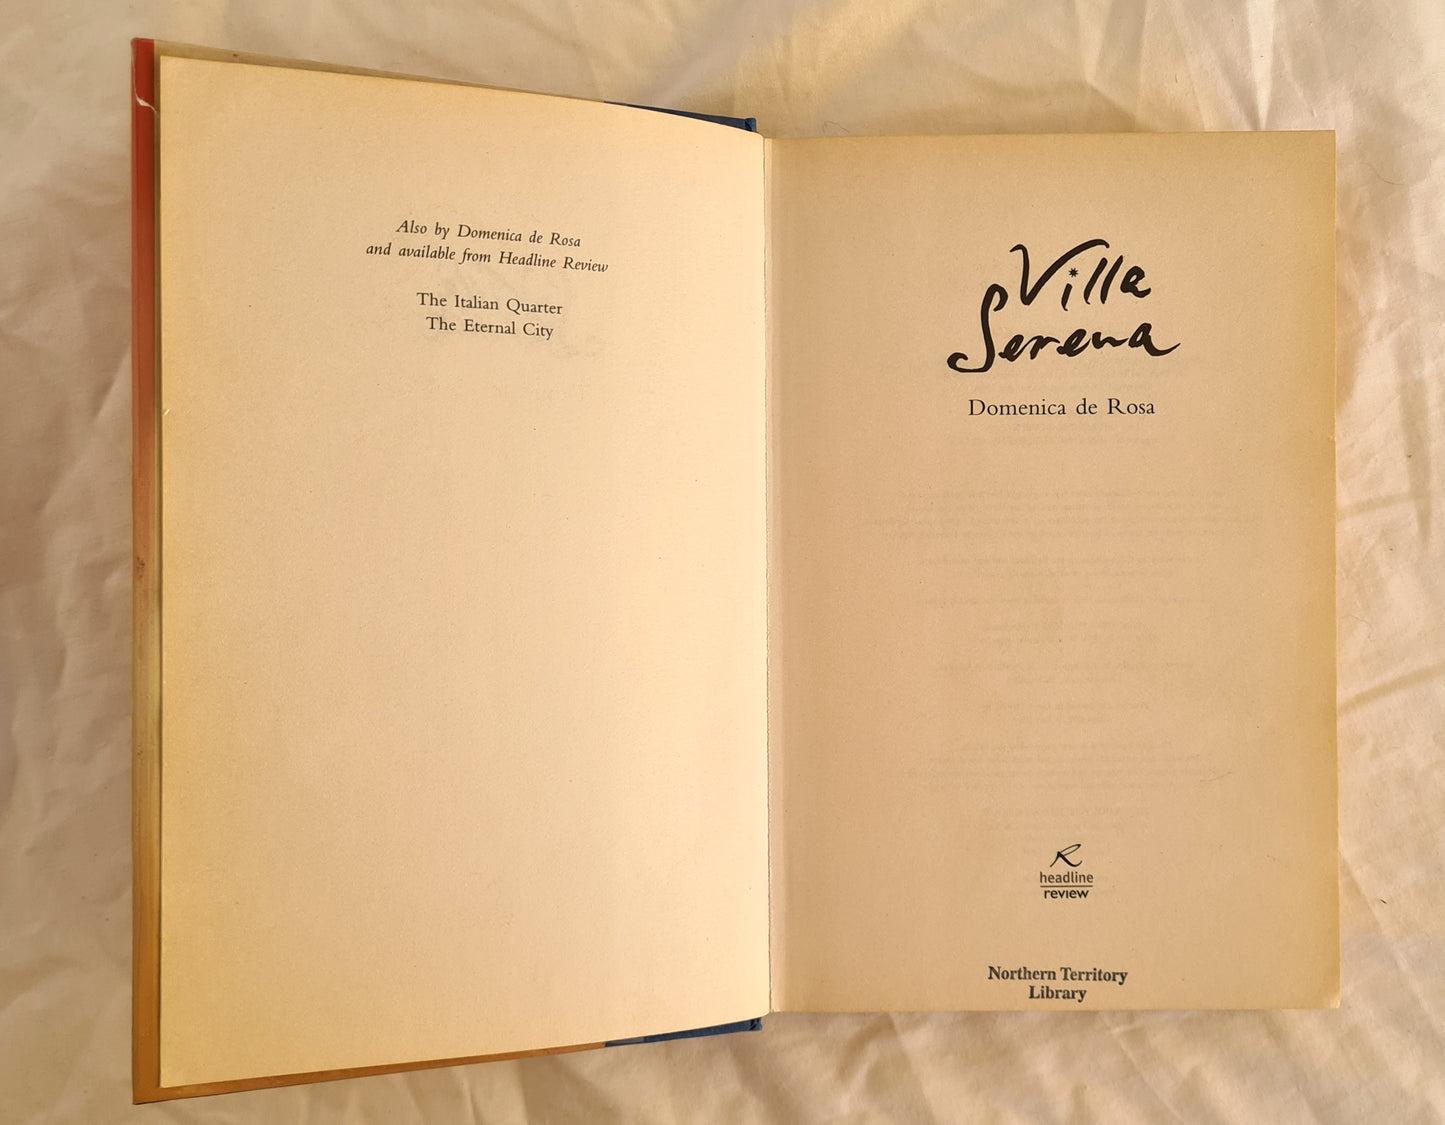 Also by Domenica de Rosa
and available from Headline Review
The Italian Quarter
The Eternal City
Villa
Serena
Domenica de Rosa
R
headline
review
Northern Territory
Library